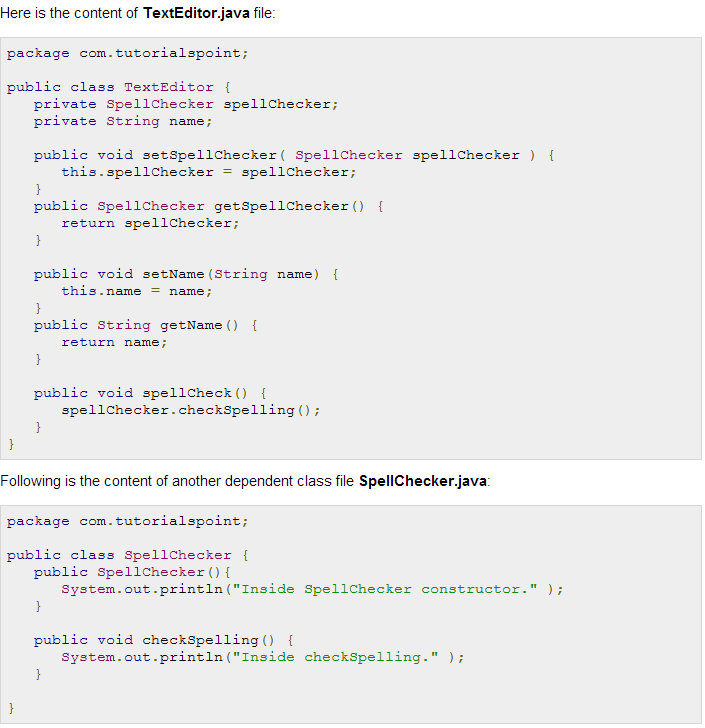 Here is the content of TextEditor.java file:
package com.tutorialspoint;
public class TextEditor {
private SpellChecker spellChecker;
private String name;
public void setSpellChecker( SpellChecker spellChecker ) {
this.spellChecker = spellChecker;
}
public SpellChecker getSpellChecker() {
return spellChecker;
}
public void setName(String name) {
this.name = name;
}
public String getName() {
return name;
}
public void spellCheck() {
spellChecker.checkSpelling();
}
}
Following is the content of another dependent class file SpellChecker.java:
package com.tutorialspoint;
public class SpellChecker {
public SpellChecker(){
System.out.println("Inside SpellChecker constructor." );
}
public void checkSpelling() {
System.out.println("Inside checkSpelling." );
}
}